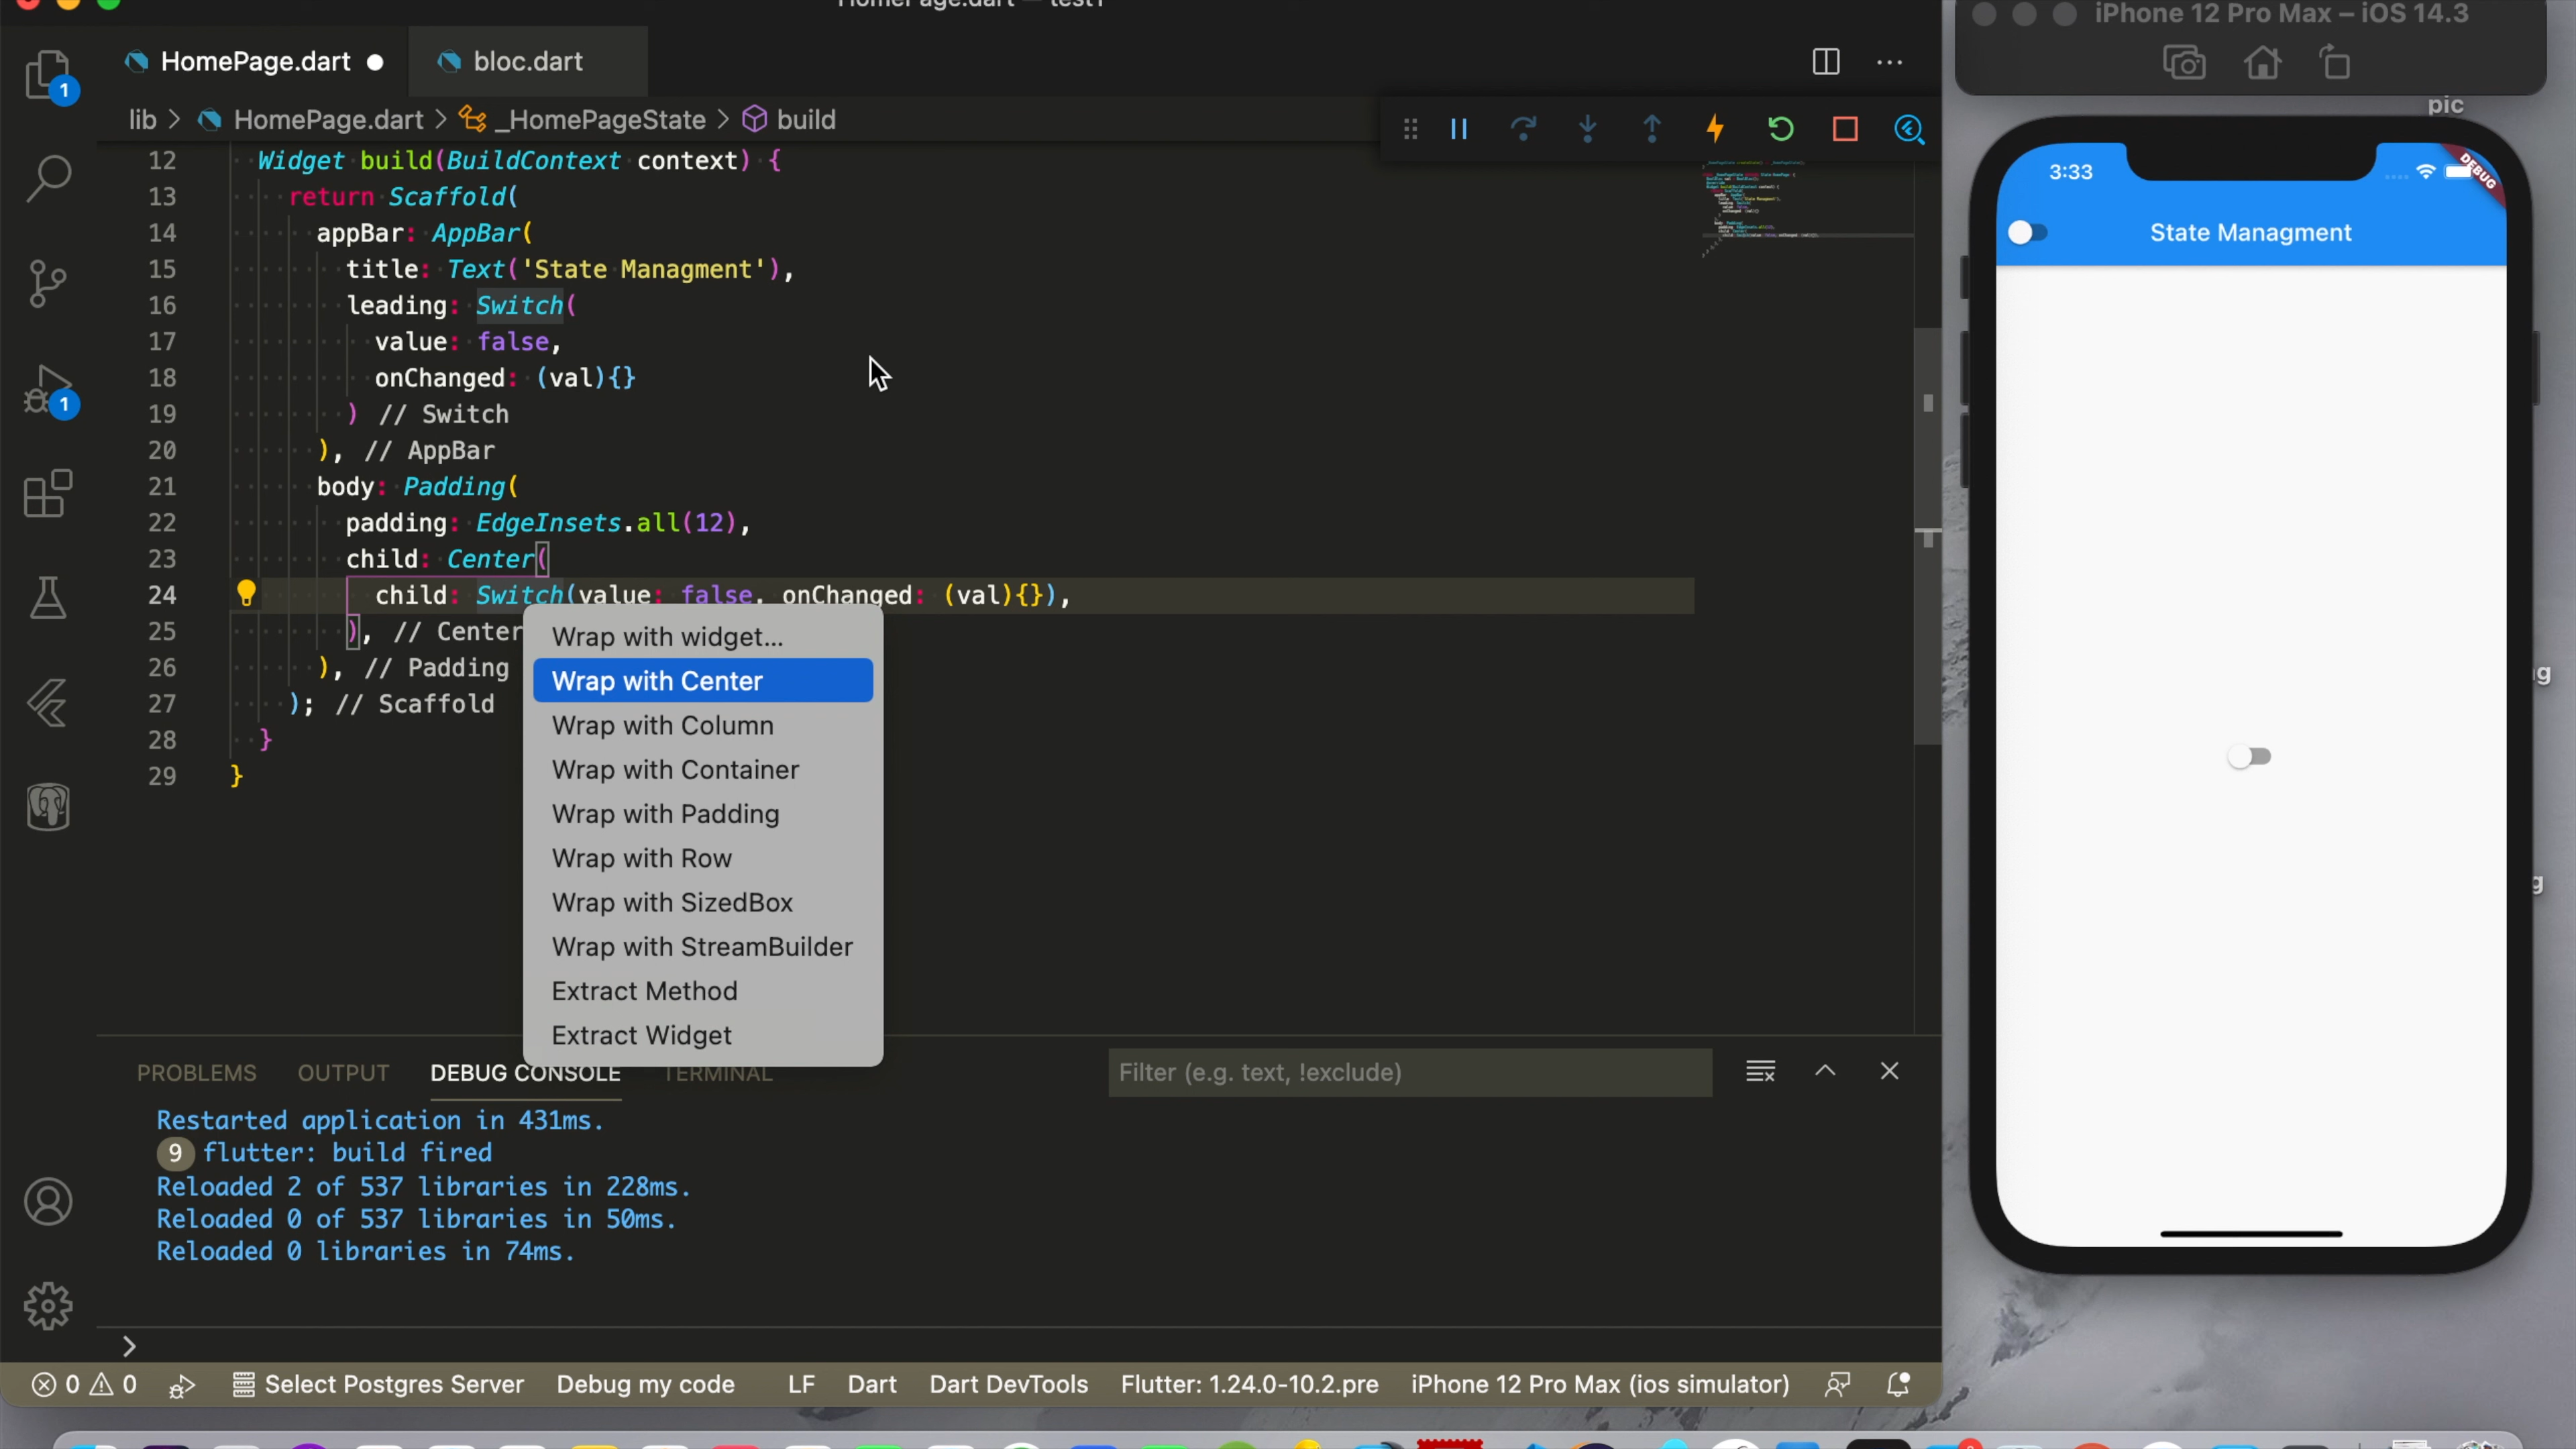 iPhone 12 Pro Max – iOS 14.3
HomePage.dart
bloc.dart
pic
lib > HomePage.dart > _HomePageState > build
12 Widget build(BuildContext context) {
13 return Scaffold(
14 appBar: AppBar(
15 title: Text('State Managment'),
16 leading: Switch(
17 value: false,
18 onChanged: (val){}
19 ) // Switch
20 ), // AppBar
21 body: Padding(
22 padding: EdgeInsets.all(12),
23 child: Center(
24 child: Switch(value: false, onChanged: (val){}),
25 ), // Center
26 ), // Padding
27 ); // Scaffold
28 }
29 }
1
1
Wrap with widget...
Wrap with Center
Wrap with Column
Wrap with Container
Wrap with Padding
Wrap with Row
Wrap with SizedBox
Wrap with StreamBuilder
Extract Method
Extract Widget
3:33
DEBUG
State Managment
PROBLEMS OUTPUT DEBUG CONSOLE TERMINAL
Filter (e.g. text, !exclude)
Restarted application in 431ms.
9 flutter: build fired
Reloaded 2 of 537 libraries in 228ms.
Reloaded 0 of 537 libraries in 50ms.
Reloaded 0 libraries in 74ms.
0 0 Select Postgres Server Debug my code LF Dart Dart DevTools Flutter: 1.24.0-10.2.pre iPhone 12 Pro Max (ios simulator)